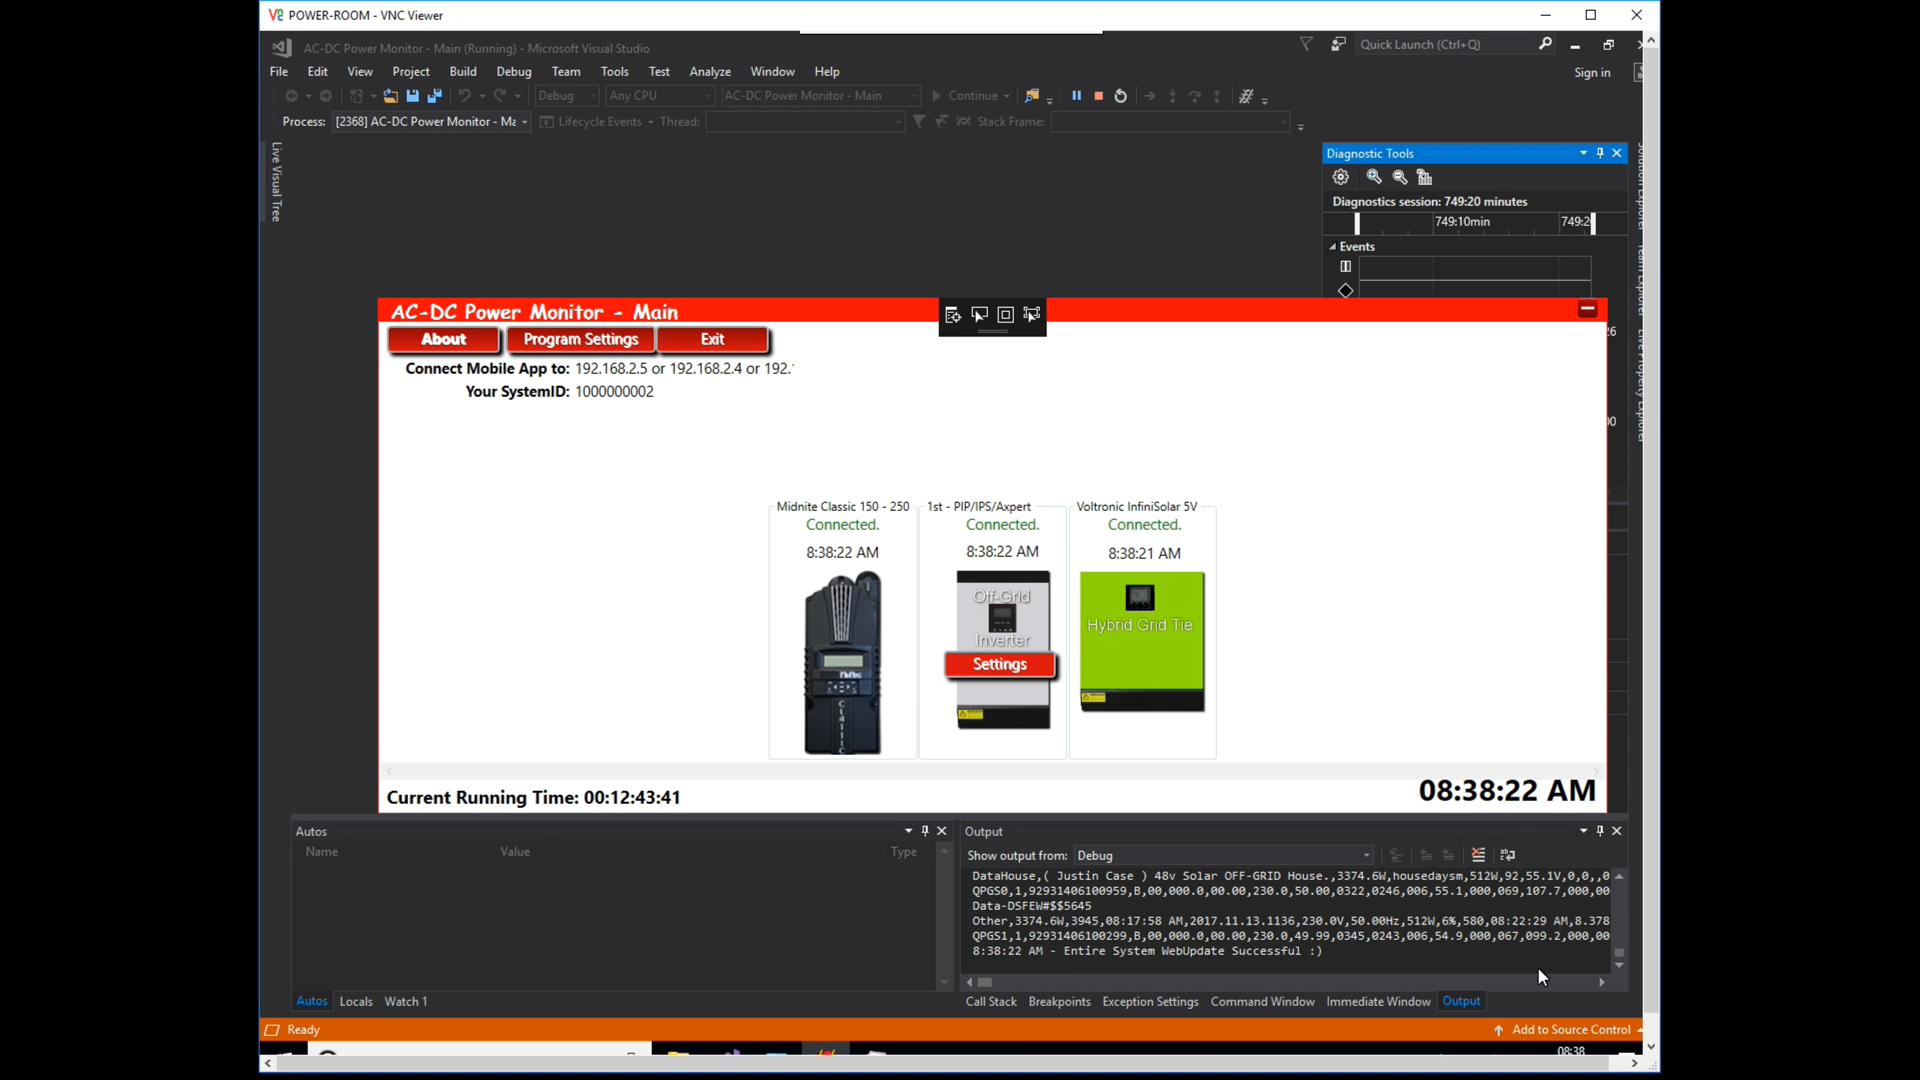 POWER-ROOM - VNC Viewer
AC-DC Power Monitor - Main (Running) - Microsoft Visual Studio
Quick Launch (Ctrl+Q)
File Edit View Project Build Debug Team Tools Test Analyze Window Help
Sign in
Debug Any CPU AC-DC Power Monitor - Main Continue
Process: [2368] AC-DC Power Monitor - Ma Lifecycle Events Thread: Stack Frame:
Live Visual Tree
Diagnostic Tools
Solution Explorer Team Explorer Live Property Explorer
Diagnostics session: 749:20 minutes
749:10min 749:2
Events
AC-DC Power Monitor - Main
About Program Settings Exit
Connect Mobile App to: 192.168.2.5 or 192.168.2.4 or 192.
Your SystemID: 1000000002
Midnite Classic 150 - 250 1st - PIP/IPS/Axpert Voltronic InfiniSolar 5V
Connected. Connected. Connected.
8:38:22 AM 8:38:22 AM 8:38:21 AM
Off-Grid
Inverter
Hybrid Grid Tie
Settings
CLASSIC
Current Running Time: 00:12:43:41
08:38:22 AM
Autos
Name Value Type
Output
Show output from: Debug
DataHouse,( Justin Case ) 48v Solar OFF-GRID House.,3374.6W,housedaysm,512W,92,55.1V,0,0,,0
QPGS0,1,92931406100959,B,00,000.0,00.00,230.0,50.00,0322,0246,006,55.1,000,069,107.7,000,00
Data-DSFEW#$$5645
Other,3374.6W,3945,08:17:58 AM,2017.11.13.1136,230.0V,50.00Hz,512W,6%,580,08:22:29 AM,8.378
QPGS1,1,92931406100299,B,00,000.0,00.00,230.0,49.99,0345,0243,006,54.9,000,067,099.2,000,00
8:38:22 AM - Entire System WebUpdate Successful :)
Autos Locals Watch 1
Call Stack Breakpoints Exception Settings Command Window Immediate Window Output
Ready
Add to Source Control
08:38